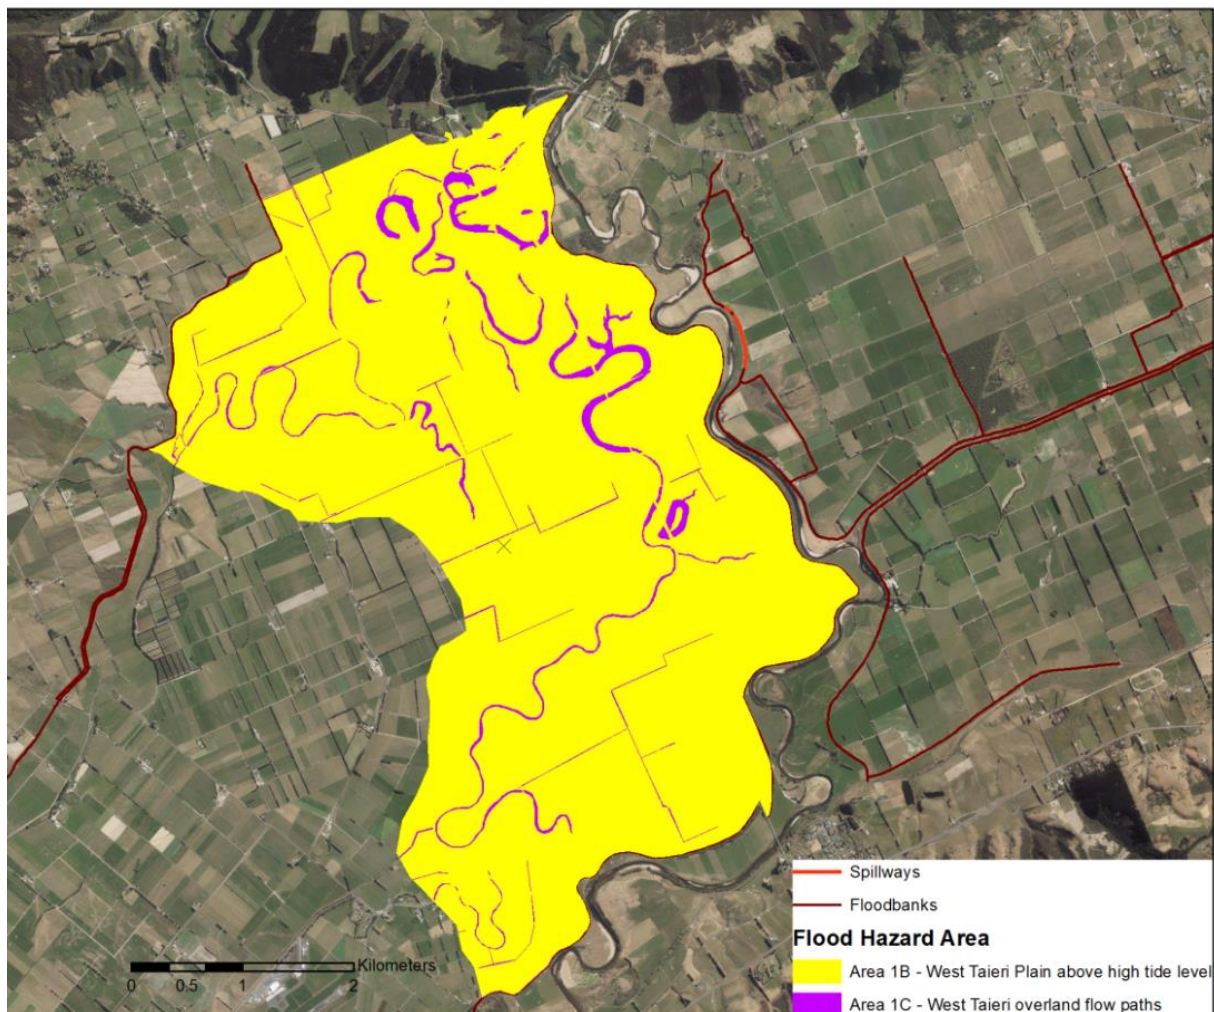 Spillways
Floodbanks
Flood Hazard Area
Area 1B - West Taieri Plain above high tide level
Area 1C - West Taieri overland flow paths
Kilometers
0 0.5 1 2